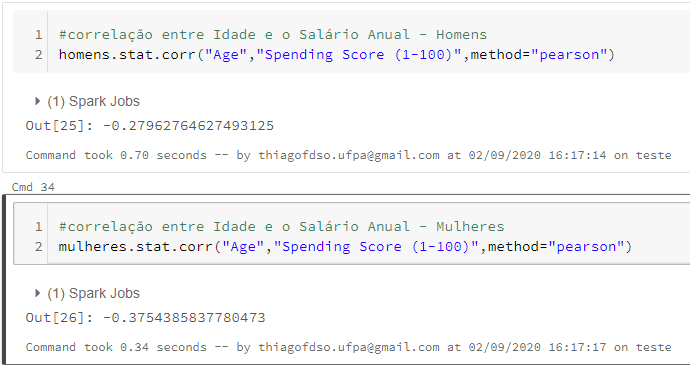 1 #correlação entre Idade e o Salário Anual - Homens
2 homens.stat.corr("Age","Spending Score (1-100)",method="pearson")
(1) Spark Jobs
Out[25]: -0.27962764627493125
Command took 0.70 seconds -- by thiagofdso.ufpa@gmail.com at 02/09/2020 16:17:14 on teste
Cmd 34
1 #correlação entre Idade e o Salário Anual - Mulheres
2 mulheres.stat.corr("Age","Spending Score (1-100)",method="pearson")
(1) Spark Jobs
Out[26]: -0.3754385837780473
Command took 0.34 seconds -- by thiagofdso.ufpa@gmail.com at 02/09/2020 16:17:17 on teste